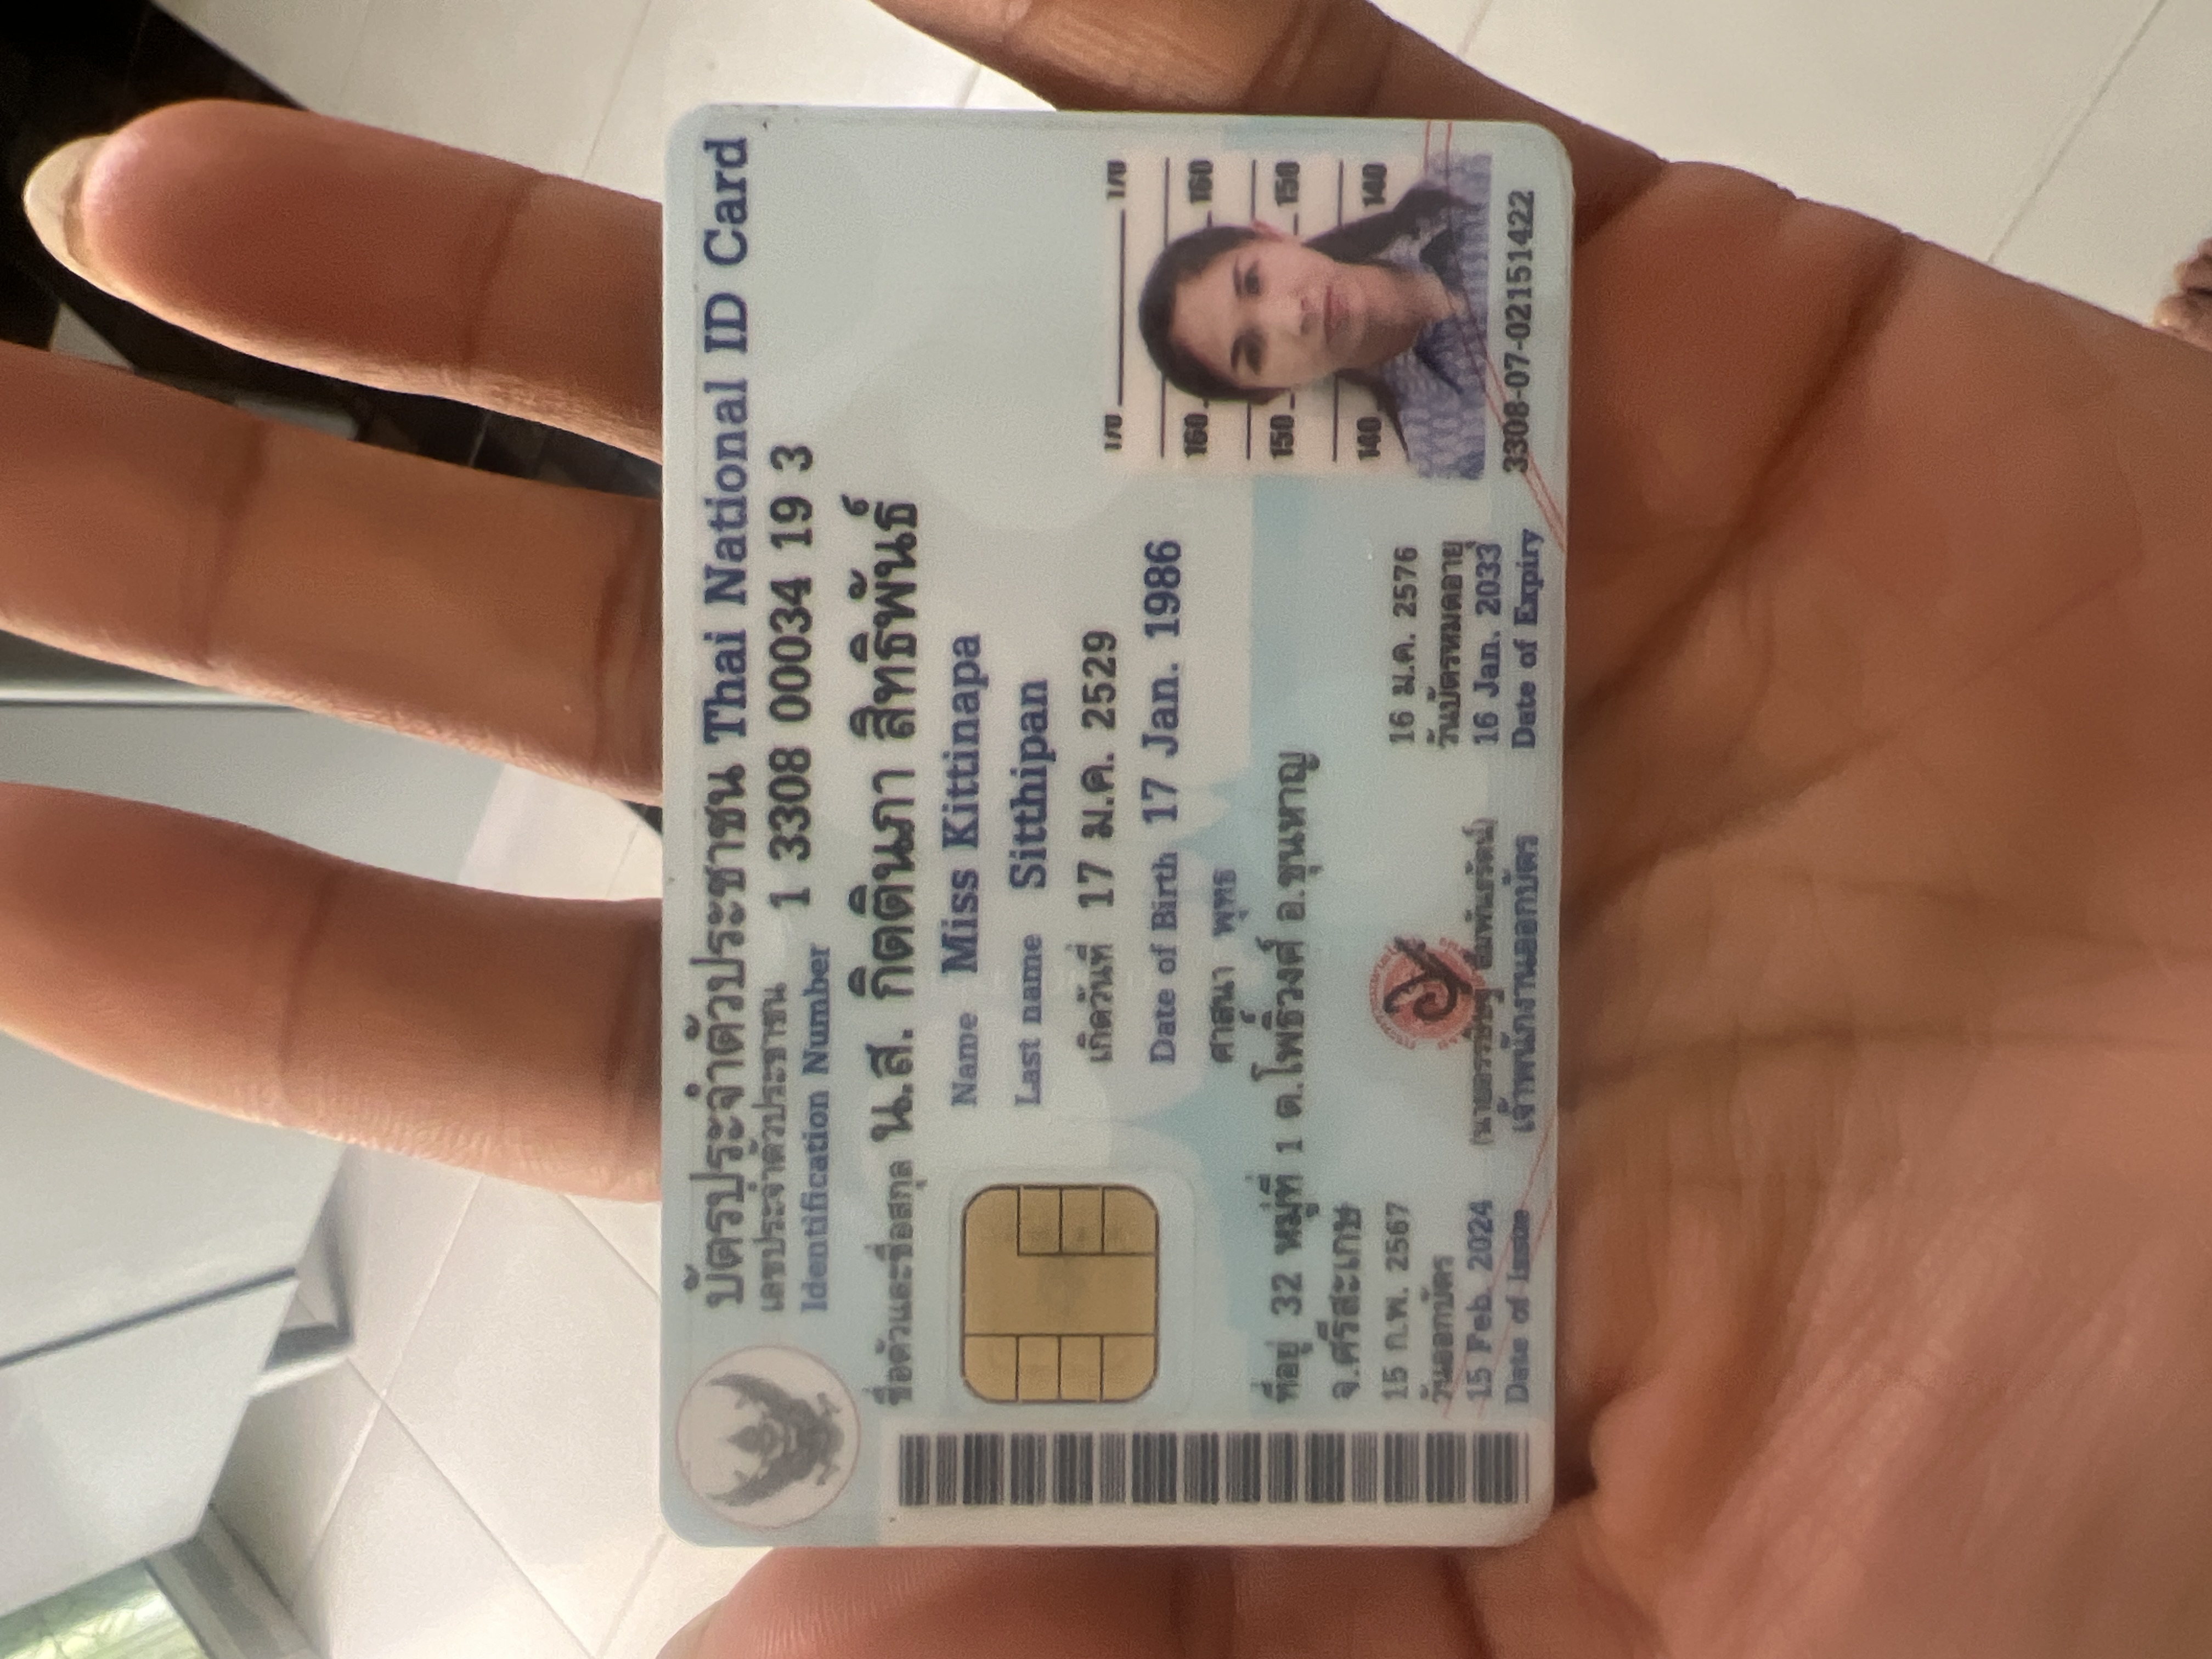 บัตรประจำตัวประชาชน Thai National ID Card
เลขประจำตัวประชาชน 1 3308 00034 19 3
Identification Number
ชื่อตัวและชื่อสกุล น.ส. กิตตินภา สิทธิพันธ์
Name Miss Kittinapa
Last name Sitthipan
เกิดวันที่ 17 ม.ค. 2529
Date of Birth 17 Jan. 1986
ศาสนา พุทธ
ที่อยู่ 32 หมู่ที่ 1 ต.โพธิ์วงศ์ อ.ขุนหาญ
จ.ศรีสะเกษ
15 ก.พ. 2567
วันออกบัตร
15 Feb. 2024
Date of Issue
เจ้าพนักงานออกบัตร
16 ม.ค. 2576
วันบัตรหมดอายุ
16 Jan. 2033
Date of Expiry
170 170
160 160
150 150
140 140
3308-07-02151422